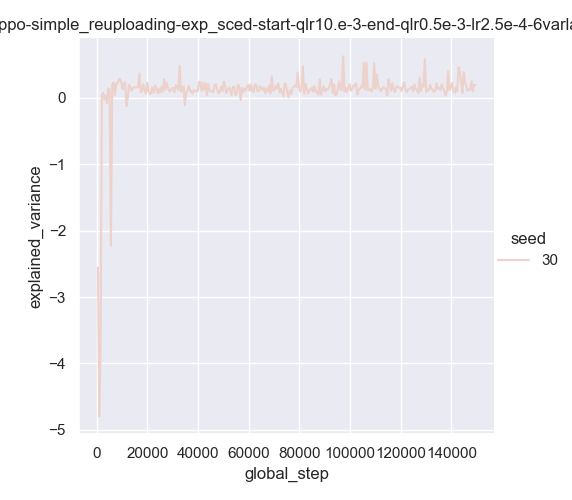 ppo-simple_reuploading-exp_sced-start-qlr10.e-3-end-qlr0.5e-3-lr2.5e-4-6varla
0
−1
−2
−3
−4
−5
explained_variance
0 20000 40000 60000 80000 100000 120000 140000
global_step
seed
30